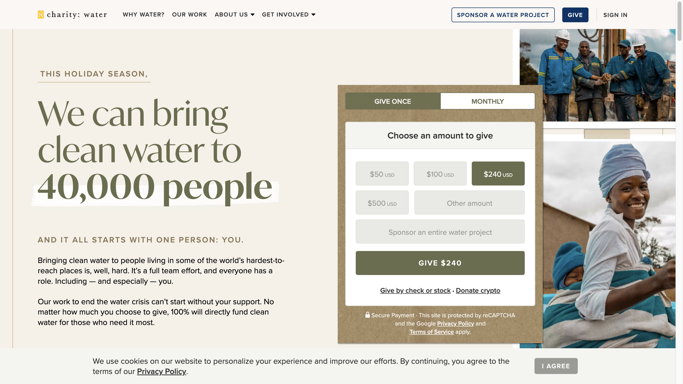 charity: water
WHY WATER? OUR WORK ABOUT US GET INVOLVED
SPONSOR A WATER PROJECT GIVE SIGN IN
THIS HOLIDAY SEASON,
We can bring
clean water to
40,000 people
AND IT ALL STARTS WITH ONE PERSON: YOU.
Bringing clean water to people living in some of the world's hardest-to-
reach places is, well, hard. It's a full team effort, and everyone has a
role. Including — and especially — you.
Our work to end the water crisis can't start without your support. No
matter how much you choose to give, 100% will directly fund clean
water for those who need it most.
GIVE ONCE MONTHLY
Choose an amount to give
$50 USD $100 USD $240 USD
$500 USD Other amount
Sponsor an entire water project
GIVE $240
Give by check or stock • Donate crypto
Secure Payment · This site is protected by reCAPTCHA
and the Google Privacy Policy and
Terms of Service apply.
We use cookies on our website to personalize your experience and improve our efforts. By continuing, you agree to the
terms of our Privacy Policy.
I AGREE